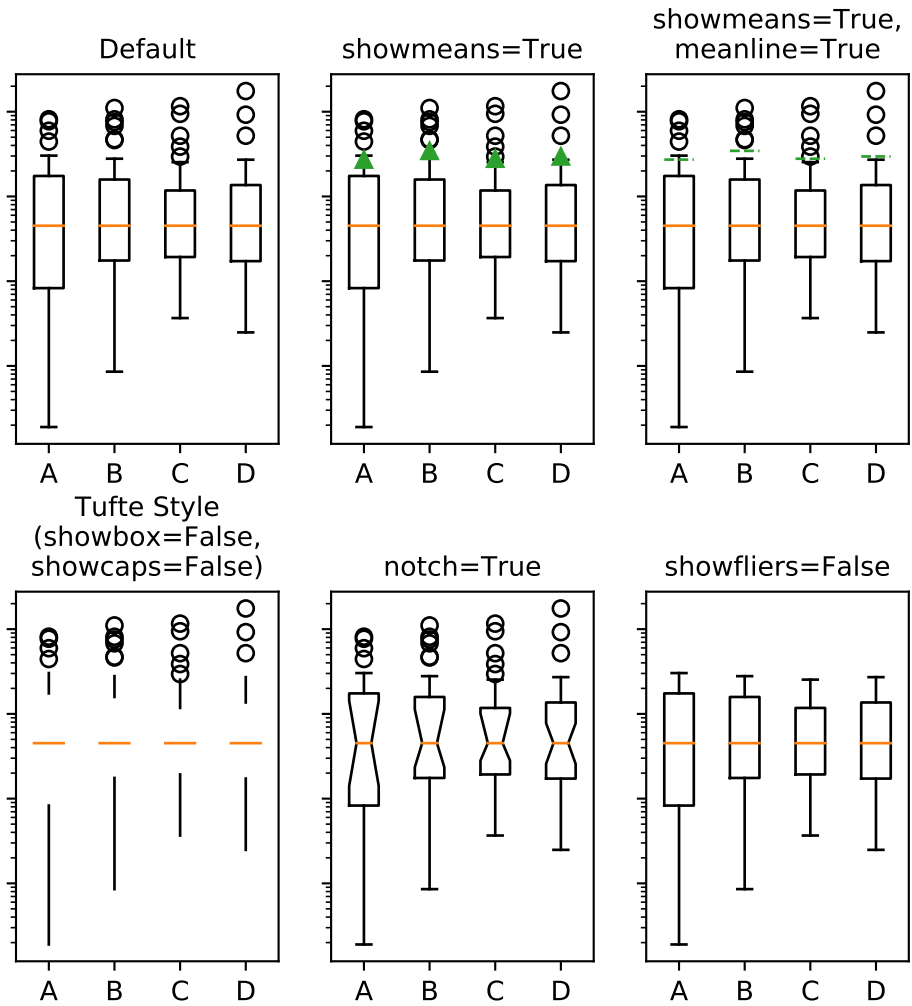 Default
showmeans=True
showmeans=True,
meanline=True
A B C D
A B C D
A B C D
Tufte Style
(showbox=False,
showcaps=False)
notch=True
showfliers=False
A B C D
A B C D
A B C D